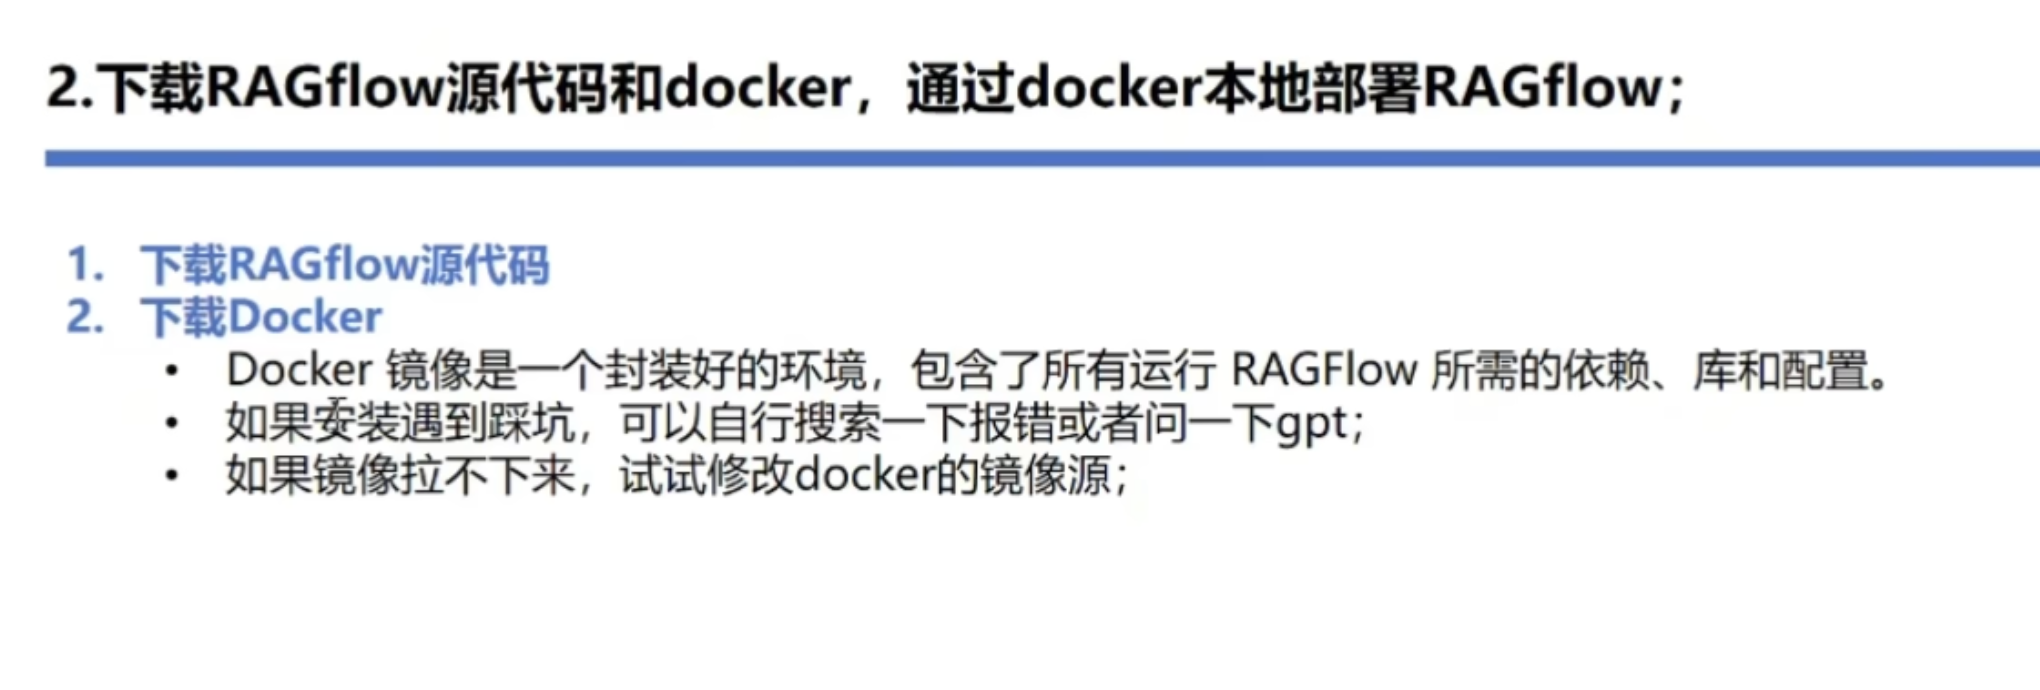 2.下载RAGflow源代码和docker，通过docker本地部署RAGflow；
1. 下载RAGflow源代码
2. 下载Docker
• Docker 镜像是一个封装好的环境，包含了所有运行 RAGFlow 所需的依赖、库和配置。
• 如果安装遇到踩坑，可以自行搜索一下报错或者问一下gpt；
• 如果镜像拉不下来，试试修改docker的镜像源；